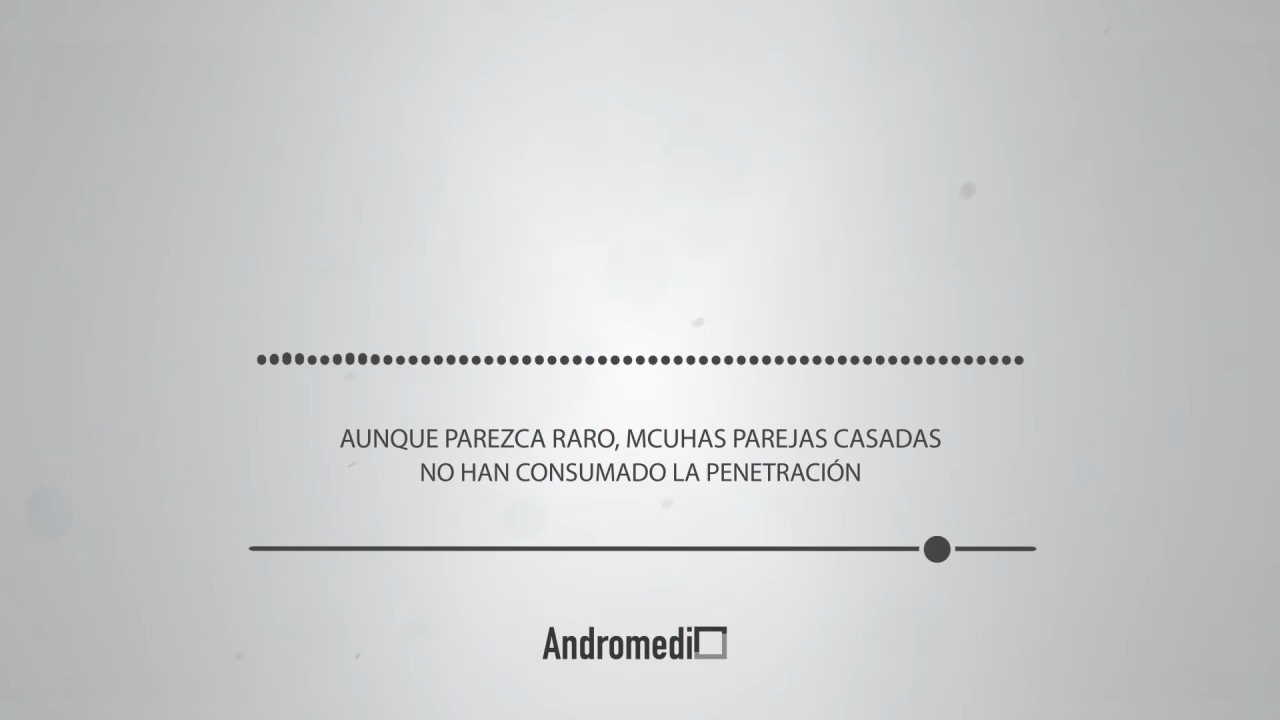 AUNQUE PAREZCA RARO, MCUHAS PAREJAS CASADAS
NO HAN CONSUMADO LA PENETRACIÓN
Andromedi